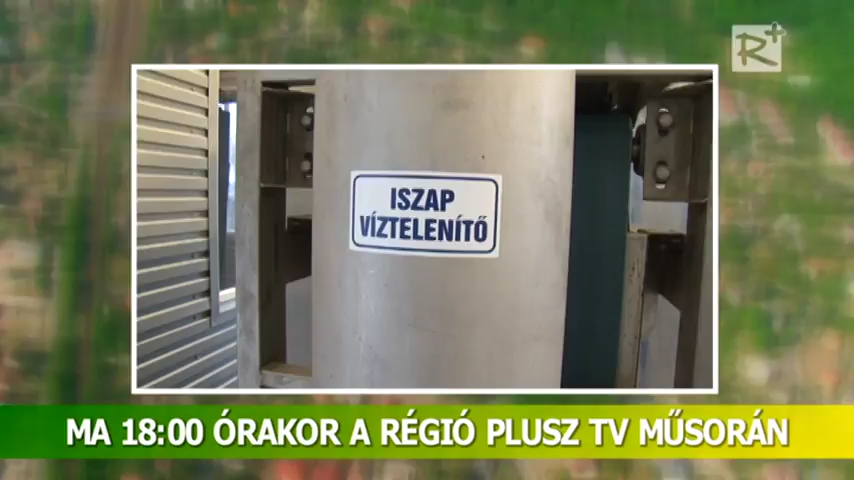 R+
ISZAP
VÍZTELENÍTŐ
MA 18:00 ÓRAKOR A RÉGIÓ PLUSZ TV MŰSORÁN